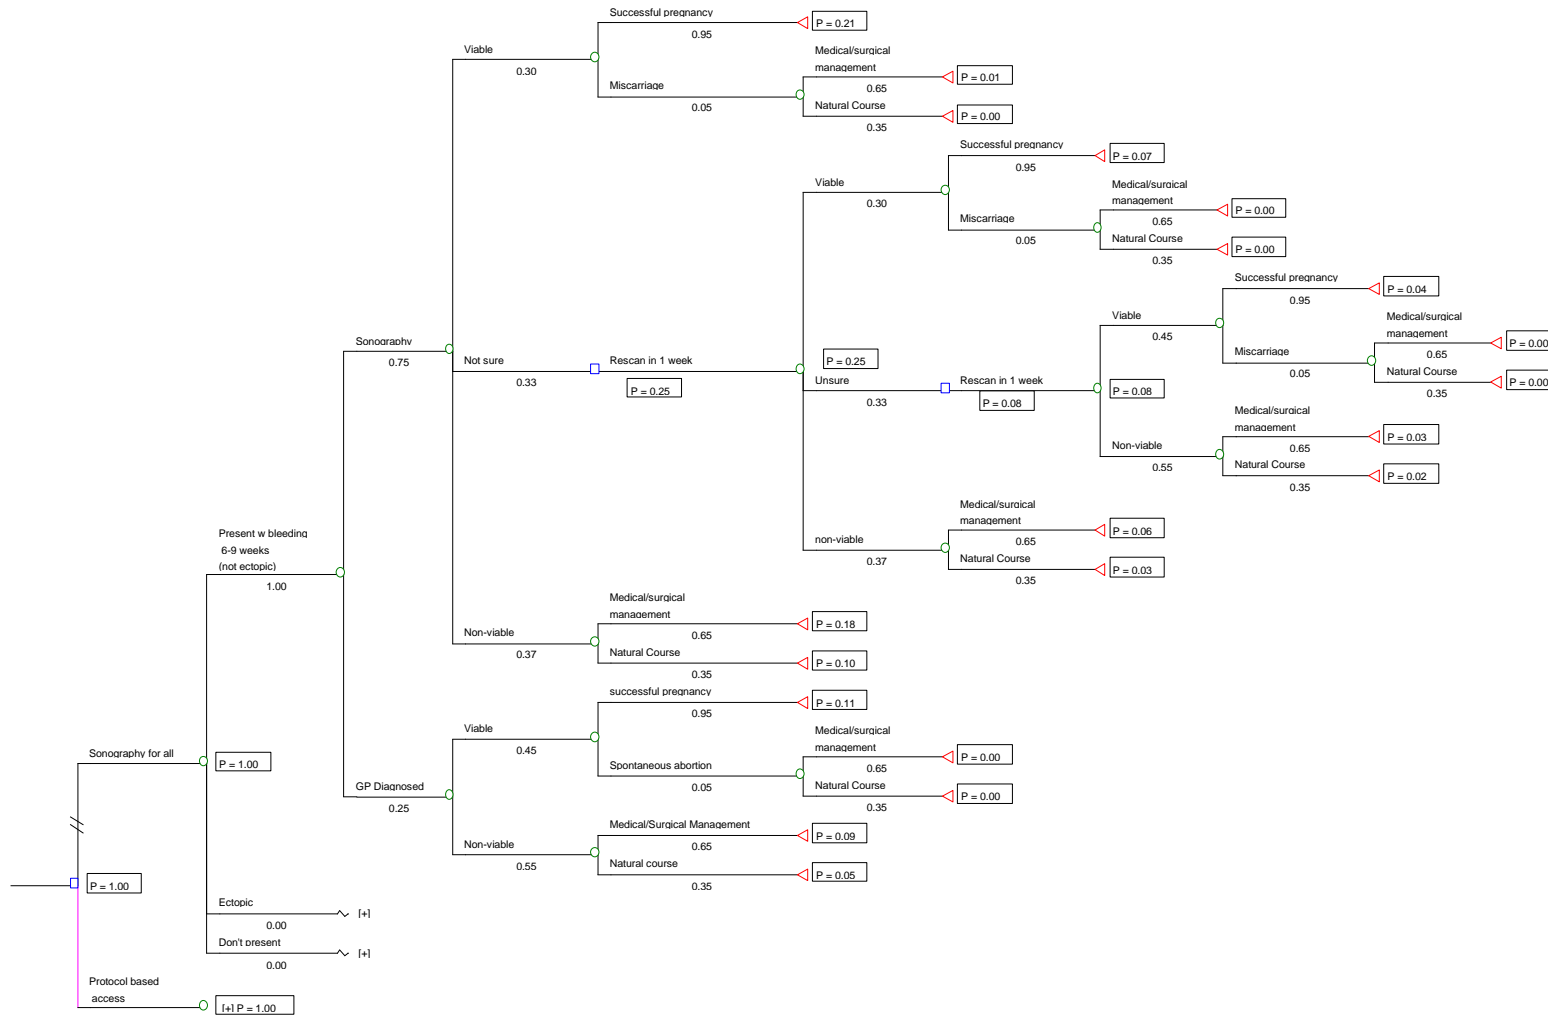 Successful pregnancy
P = 0.21
0.95
Viable
0.30
Medical/surgical
management
P = 0.01
0.65
Miscarriage
0.05
Natural Course
P = 0.00
0.35
Successful pregnancy
P = 0.07
0.95
Viable
0.30
Medical/surgical
management
P = 0.00
0.65
Miscarriage
0.05
Natural Course
P = 0.00
0.35
Successful pregnancy
P = 0.04
0.95
Viable
0.45
Medical/surgical
management
P = 0.00
0.65
Miscarriage
0.05
Natural Course
P = 0.00
0.35
Sonography
0.75
Not sure
0.33
Rescan in 1 week
P = 0.25
P = 0.25
Unsure
0.33
Rescan in 1 week
P = 0.08
P = 0.08
Medical/surgical
management
P = 0.03
0.65
Non-viable
0.55
Natural Course
P = 0.02
0.35
Medical/surgical
management
P = 0.06
0.65
non-viable
0.37
Natural Course
P = 0.03
0.35
Present w bleeding
6-9 weeks
(not ectopic)
1.00
Medical/surgical
management
P = 0.18
0.65
Non-viable
0.37
Natural Course
P = 0.10
0.35
successful pregnancy
P = 0.11
0.95
Viable
0.45
Medical/surgical
management
P = 0.00
0.65
Spontaneous abortion
0.05
Natural Course
P = 0.00
0.35
Sonography for all
P = 1.00
GP Diagnosed
0.25
Medical/Surgical Management
P = 0.09
0.65
Non-viable
0.55
Natural course
P = 0.05
0.35
P = 1.00
Ectopic
[+]
0.00
Don't present
[+]
0.00
Protocol based
access
[+] P = 1.00